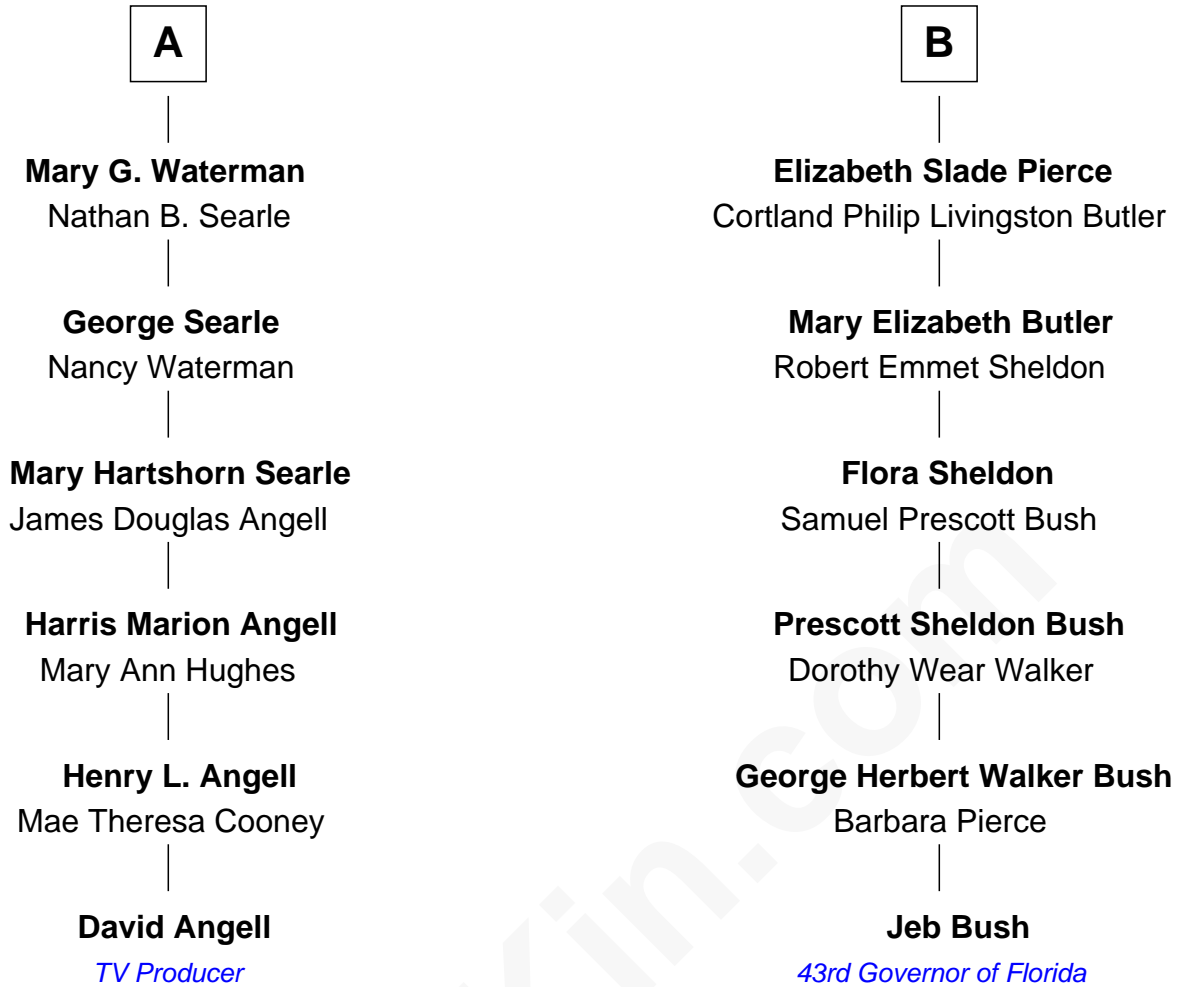 A
Mary G. Waterman
Nathan B. Searle
George Searle
Nancy Waterman
Mary Hartshorn Searle
James Douglas Angell
Harris Marion Angell
Mary Ann Hughes
Henry L. Angell
Mae Theresa Cooney
David Angell
TV Producer
B
Elizabeth Slade Pierce
Cortland Philip Livingston Butler
Mary Elizabeth Butler
Robert Emmet Sheldon
Flora Sheldon
Samuel Prescott Bush
Prescott Sheldon Bush
Dorothy Wear Walker
George Herbert Walker Bush
Barbara Pierce
Jeb Bush
43rd Governor of Florida
Kin.com